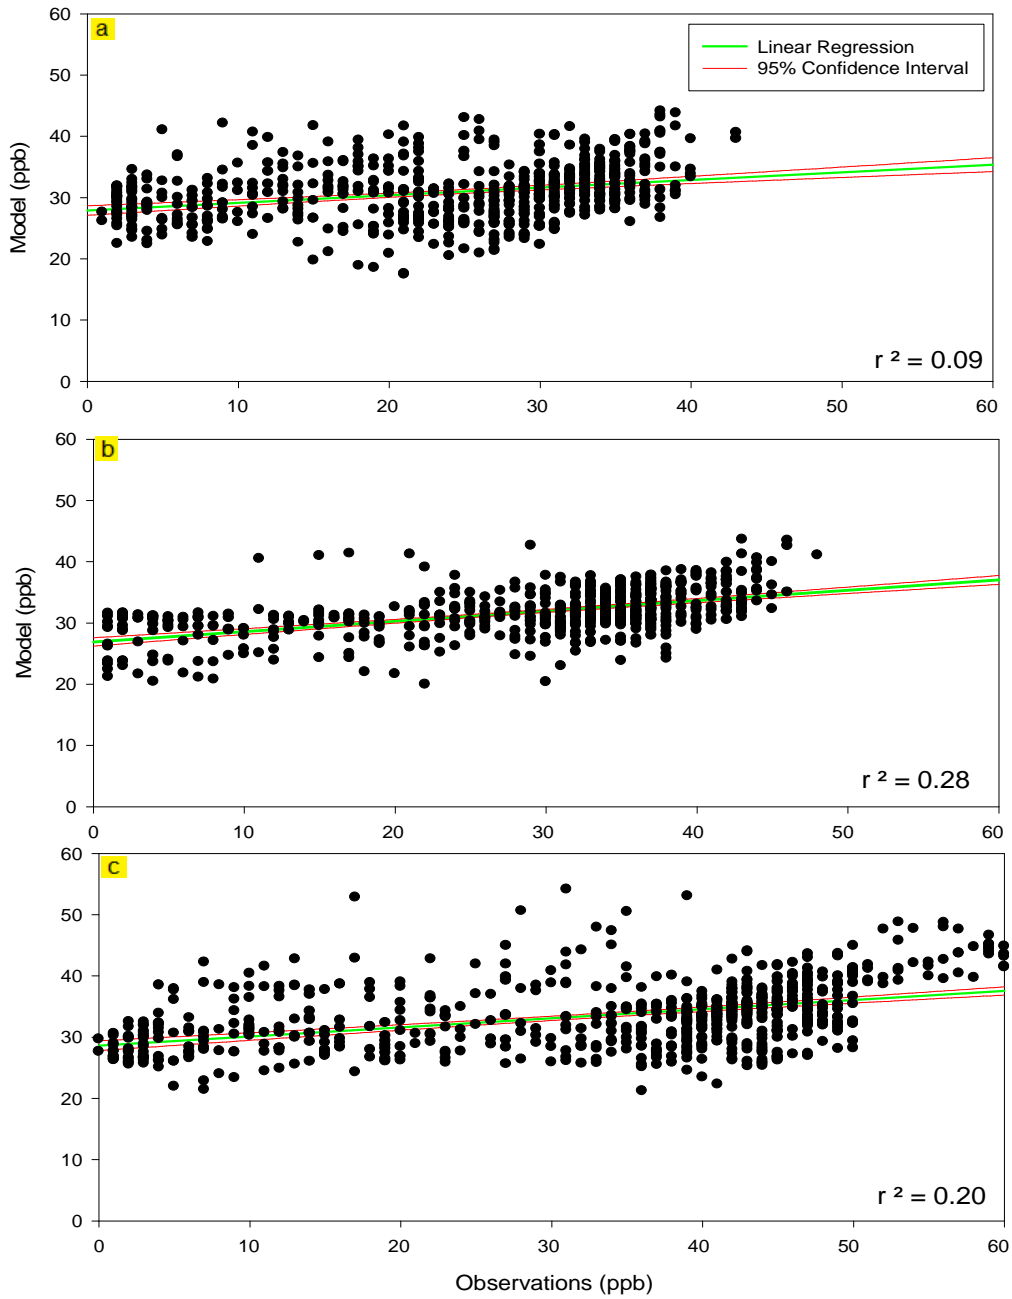 a
Linear Regression
95% Confidence Interval
60
50
40
30
20
10
0
Model (ppb)
r ² = 0.09
0 10 20 30 40 50 60
b
60
50
40
30
20
10
0
Model (ppb)
r ² = 0.28
0 10 20 30 40 50 60
c
60
50
40
30
20
10
0
r ² = 0.20
0 10 20 30 40 50 60
Observations (ppb)